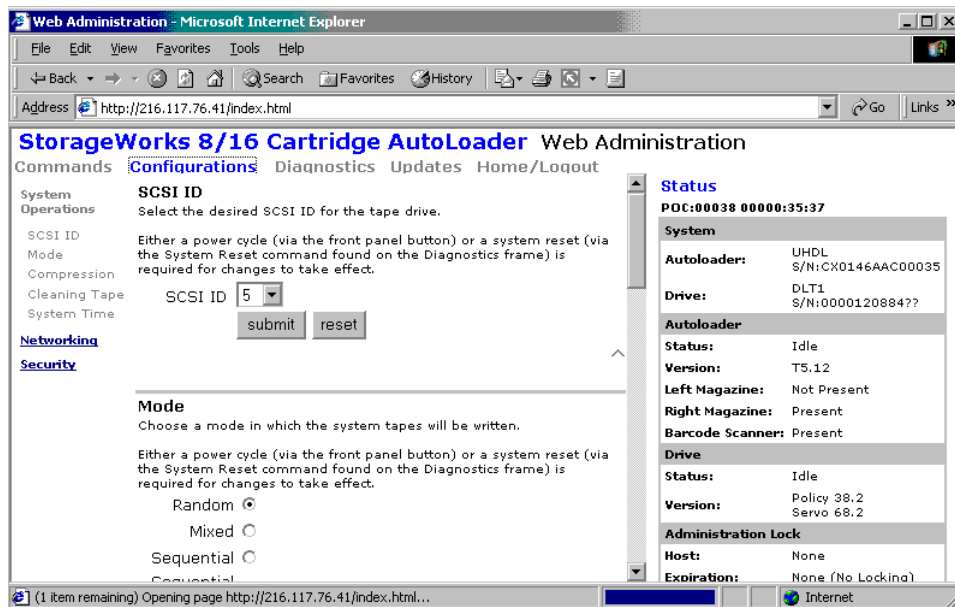 Web Administration - Microsoft Internet Explorer
File Edit View Favorites Tools Help
Back Search Favorites History
Address http://216.117.76.41/index.html Go Links »
StorageWorks 8/16 Cartridge AutoLoader Web Administration
Commands Configurations Diagnostics Updates Home/Logout
System
Operations
SCSI ID
Mode
Compression
Cleaning Tape
System Time
Networking
Security
SCSI ID
Select the desired SCSI ID for the tape drive.
Either a power cycle (via the front panel button) or a system reset (via
the System Reset command found on the Diagnostics frame) is
required for changes to take effect.
SCSI ID 5
submit reset
Mode
Choose a mode in which the system tapes will be written.
Either a power cycle (via the front panel button) or a system reset (via
the System Reset command found on the Diagnostics frame) is
required for changes to take effect.
Random
Mixed
Sequential
Sequential
Status
POC:00038 00000:35:37
System
Autoloader: UHDL
S/N:CX0146AAC00035
Drive: DLT1
S/N:0000120884??
Autoloader
Status: Idle
Version: T5.12
Left Magazine: Not Present
Right Magazine: Present
Barcode Scanner: Present
Drive
Status: Idle
Version: Policy 38.2
Servo 68.2
Administration Lock
Host: None
Expiration: None (No Locking)
(1 item remaining) Opening page http://216.117.76.41/index.html... Internet